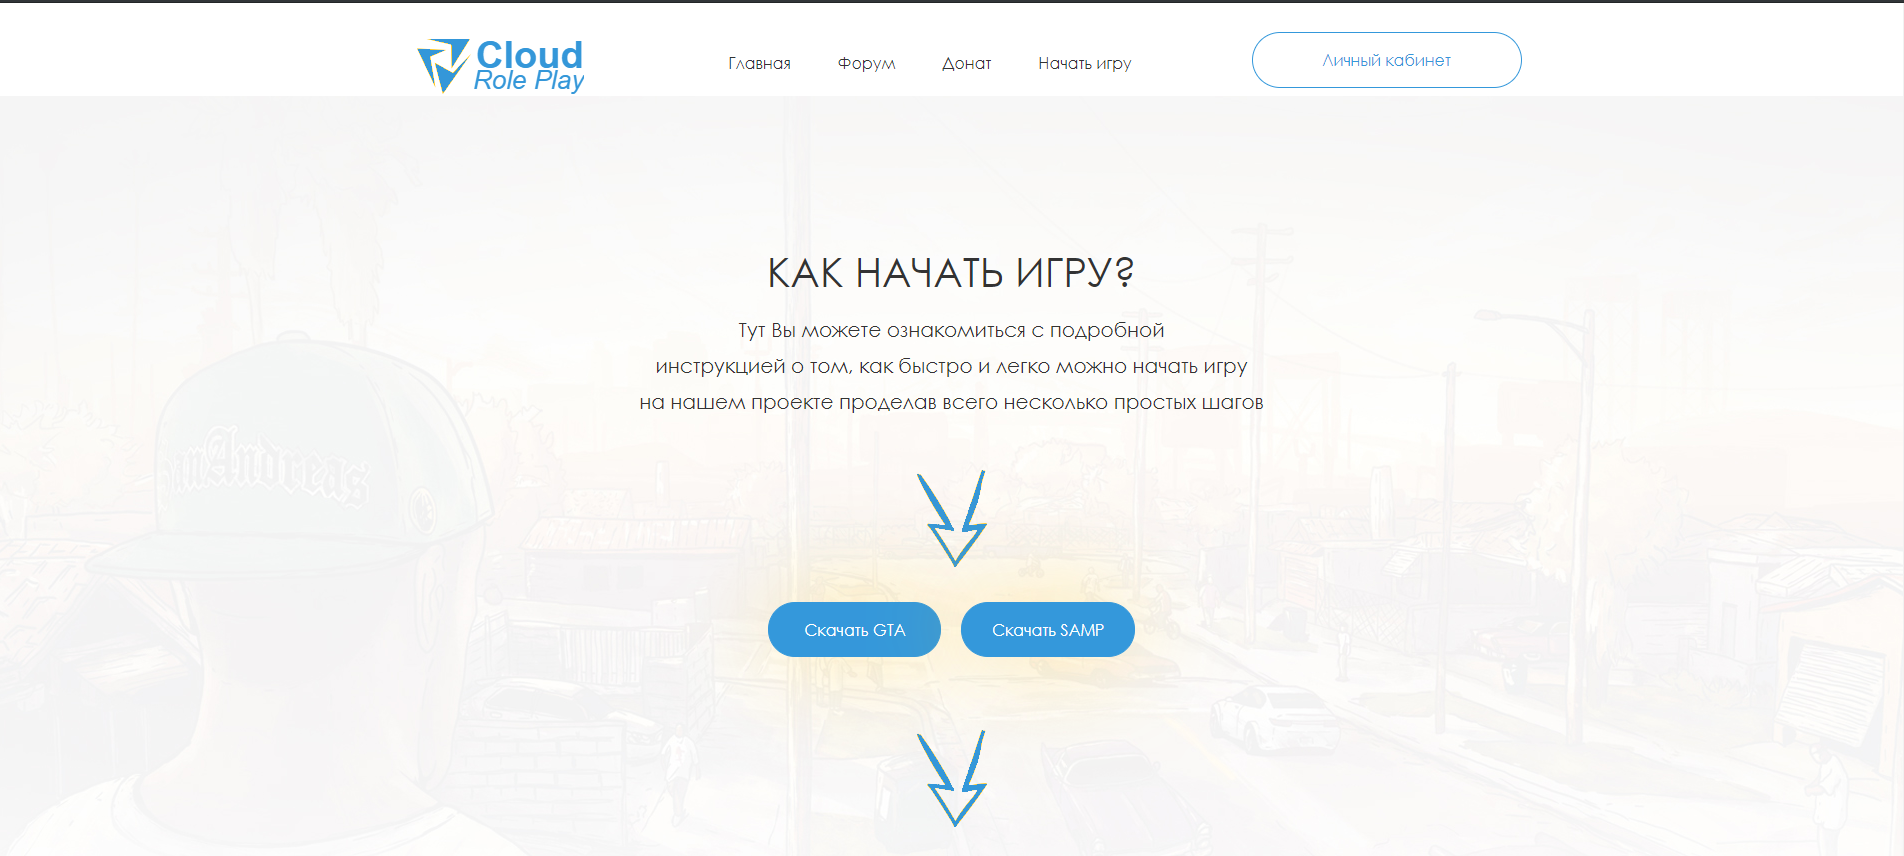 Cloud
Role Play
Главная
Форум
Донат
Начать игру
Личный кабинет
КАК НАЧАТЬ ИГРУ?
Тут Вы можете ознакомиться с подробной
инструкцией о том, как быстро и легко можно начать игру
на нашем проекте проделав всего несколько простых шагов
anAndreas
Скачать GTA
Скачать SAMP